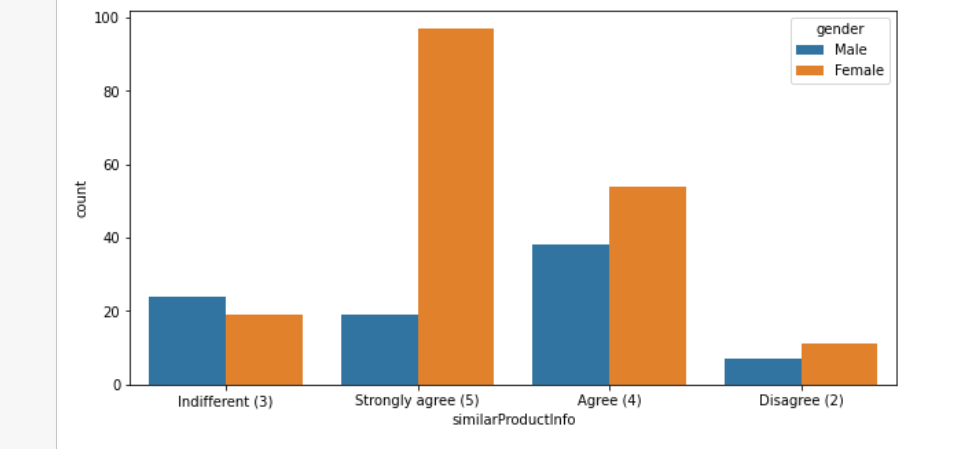 100
80
60
40
20
0
count
gender
Male
Female
Indifferent (3)
Strongly agree (5)
Agree (4)
Disagree (2)
similarProductInfo